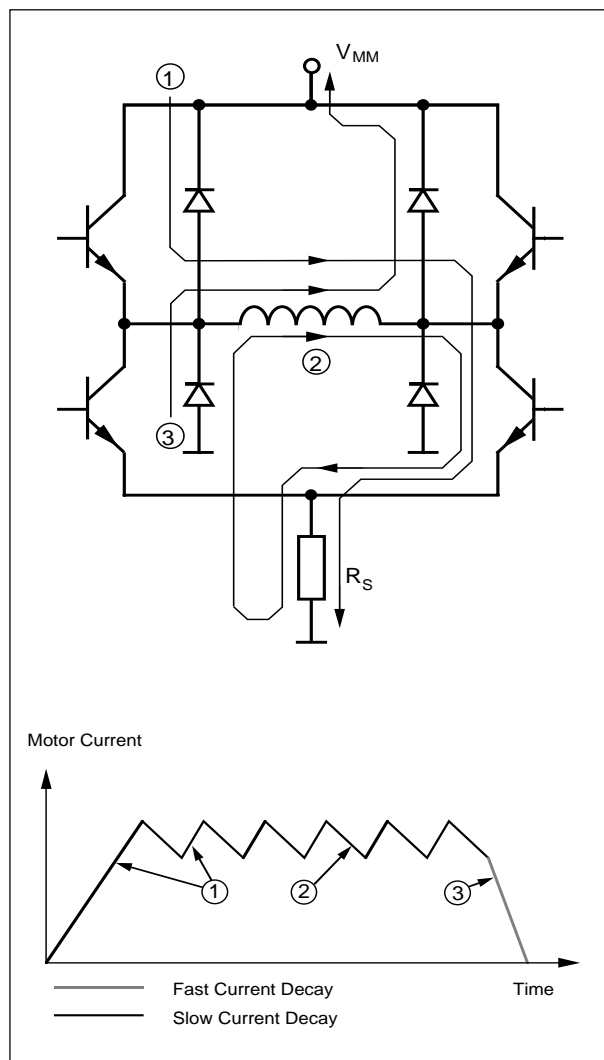 ① V_MM
③
②
R_S
Motor Current
① ② ③
Fast Current Decay Time
Slow Current Decay